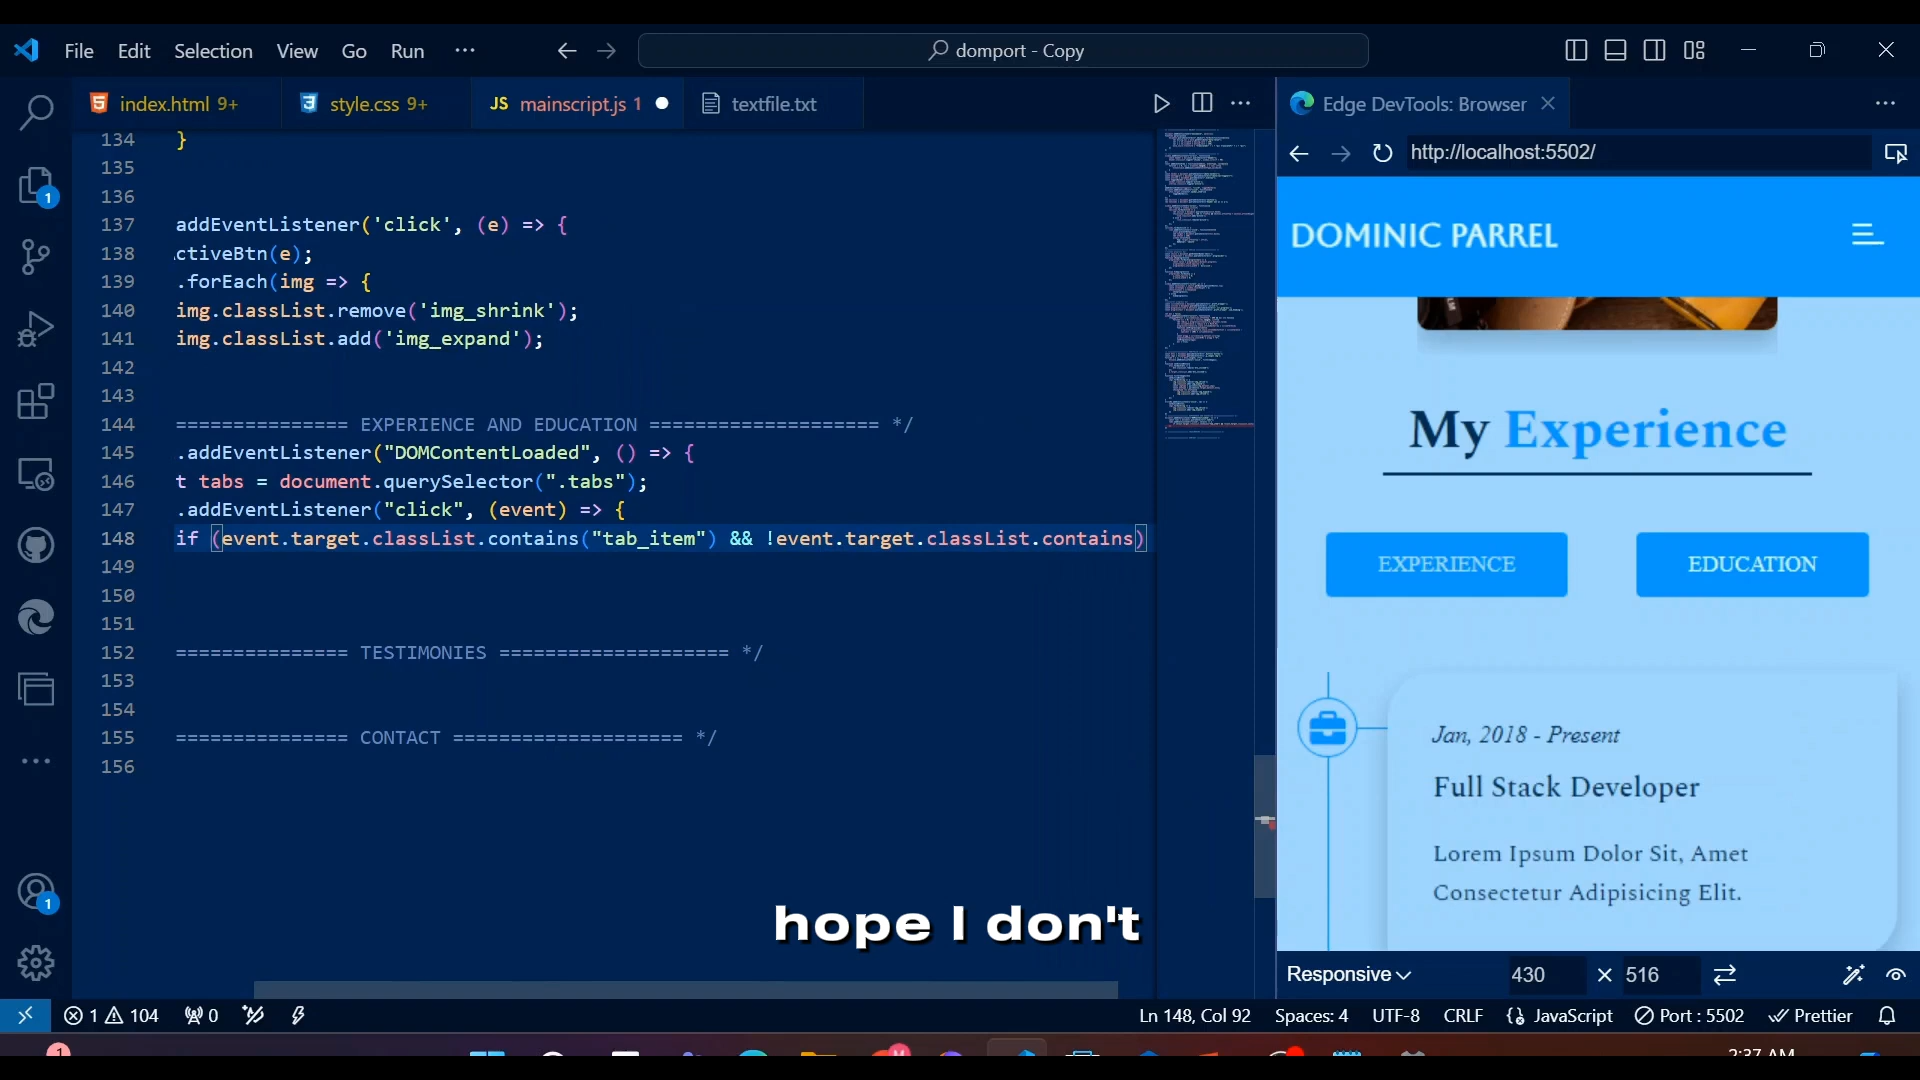 File Edit Selection View Go Run ··· domport - Copy
index.html 9+ style.css 9+ JS mainscript.js 1 textfile.txt
Edge DevTools: Browser
http://localhost:5502/
134 }
135
136
137 addEventListener('click', (e) => {
138 ctiveBtn(e);
139 .forEach(img => {
140 img.classList.remove('img_shrink');
141 img.classList.add('img_expand');
142
143
144 =============== EXPERIENCE AND EDUCATION ==================== */
145 .addEventListener("DOMContentLoaded", () => {
146 t tabs = document.querySelector(".tabs");
147 .addEventListener("click", (event) => {
148 if (event.target.classList.contains("tab_item") && !event.target.classList.contains)
149
150
151
152 =============== TESTIMONIES ==================== */
153
154
155 =============== CONTACT ==================== */
156
1
1
DOMINIC PARREL
My Experience
EXPERIENCE EDUCATION
Jan, 2018 - Present
Full Stack Developer
Lorem Ipsum Dolor Sit, Amet
Consectetur Adipisicing Elit.
hope I don't
Responsive 430 × 516
1 104 0 Ln 148, Col 92 Spaces: 4 UTF-8 CRLF JavaScript Port : 5502 Prettier
1 2:37 AM